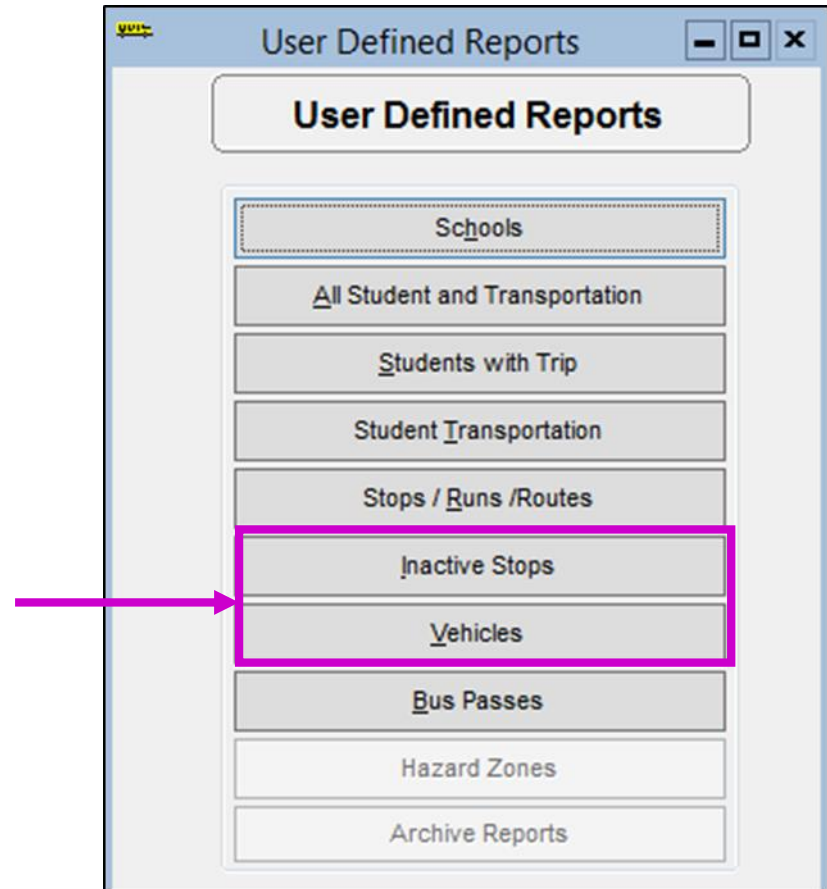 User Defined Reports
User Defined Reports
Schools
All Student and Transportation
Students with Trip
Student Transportation
Stops / Runs /Routes
Inactive Stops
Vehicles
Bus Passes
Hazard Zones
Archive Reports